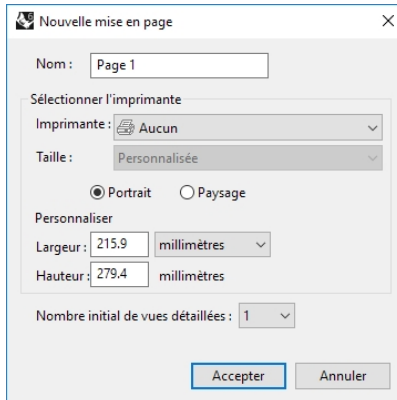 Nouvelle mise en page
Nom : Page 1
Sélectionner l'imprimante
Imprimante : Aucun
Taille : Personnalisée
Portrait Paysage
Personnaliser
Largeur : 215.9 millimètres
Hauteur : 279.4 millimètres
Nombre initial de vues détaillées : 1
Accepter Annuler